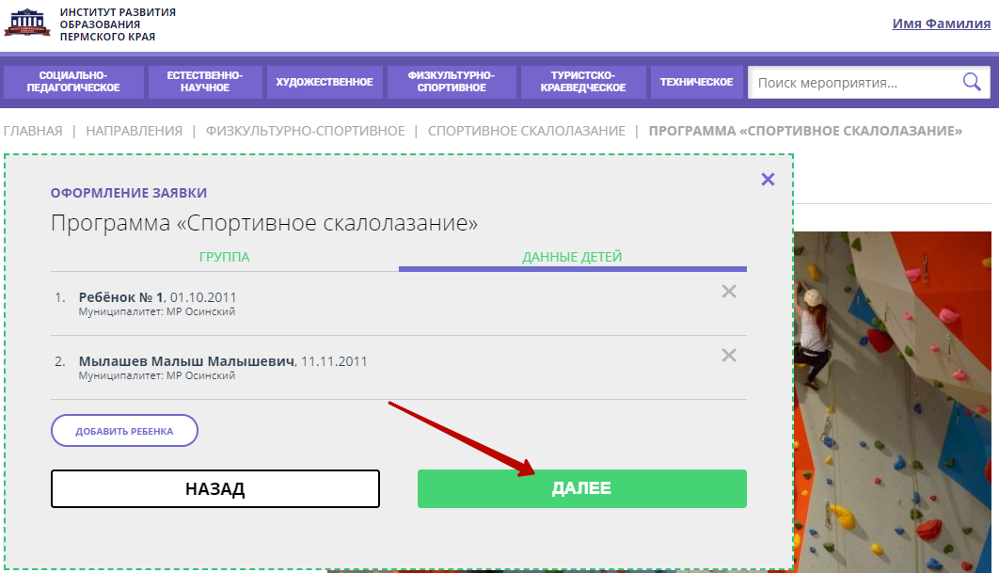 ИНСТИТУТ РАЗВИТИЯ
ОБРАЗОВАНИЯ
ПЕРМСКОГО КРАЯ
Имя Фамилия
СОЦИАЛЬНО-
ПЕДАГОГИЧЕСКОЕ
ЕСТЕСТВЕННО-
НАУЧНОЕ
ХУДОЖЕСТВЕННОЕ
ФИЗКУЛЬТУРНО-
СПОРТИВНОЕ
ТУРИСТСКО-
КРАЕВЕДЧЕСКОЕ
ТЕХНИЧЕСКОЕ
Поиск мероприятия...
ГЛАВНАЯ | НАПРАВЛЕНИЯ | ФИЗКУЛЬТУРНО-СПОРТИВНОЕ | СПОРТИВНОЕ СКАЛОЛАЗАНИЕ | ПРОГРАММА «СПОРТИВНОЕ СКАЛОЛАЗАНИЕ»
ОФОРМЛЕНИЕ ЗАЯВКИ
Программа «Спортивное скалолазание»
ГРУППА
ДАННЫЕ ДЕТЕЙ
1. Ребёнок № 1, 01.10.2011
Муниципалитет: МР Осинский
2. Мылашев Малыш Малышевич, 11.11.2011
Муниципалитет: МР Осинский
ДОБАВИТЬ РЕБЕНКА
НАЗАД
ДАЛЕЕ